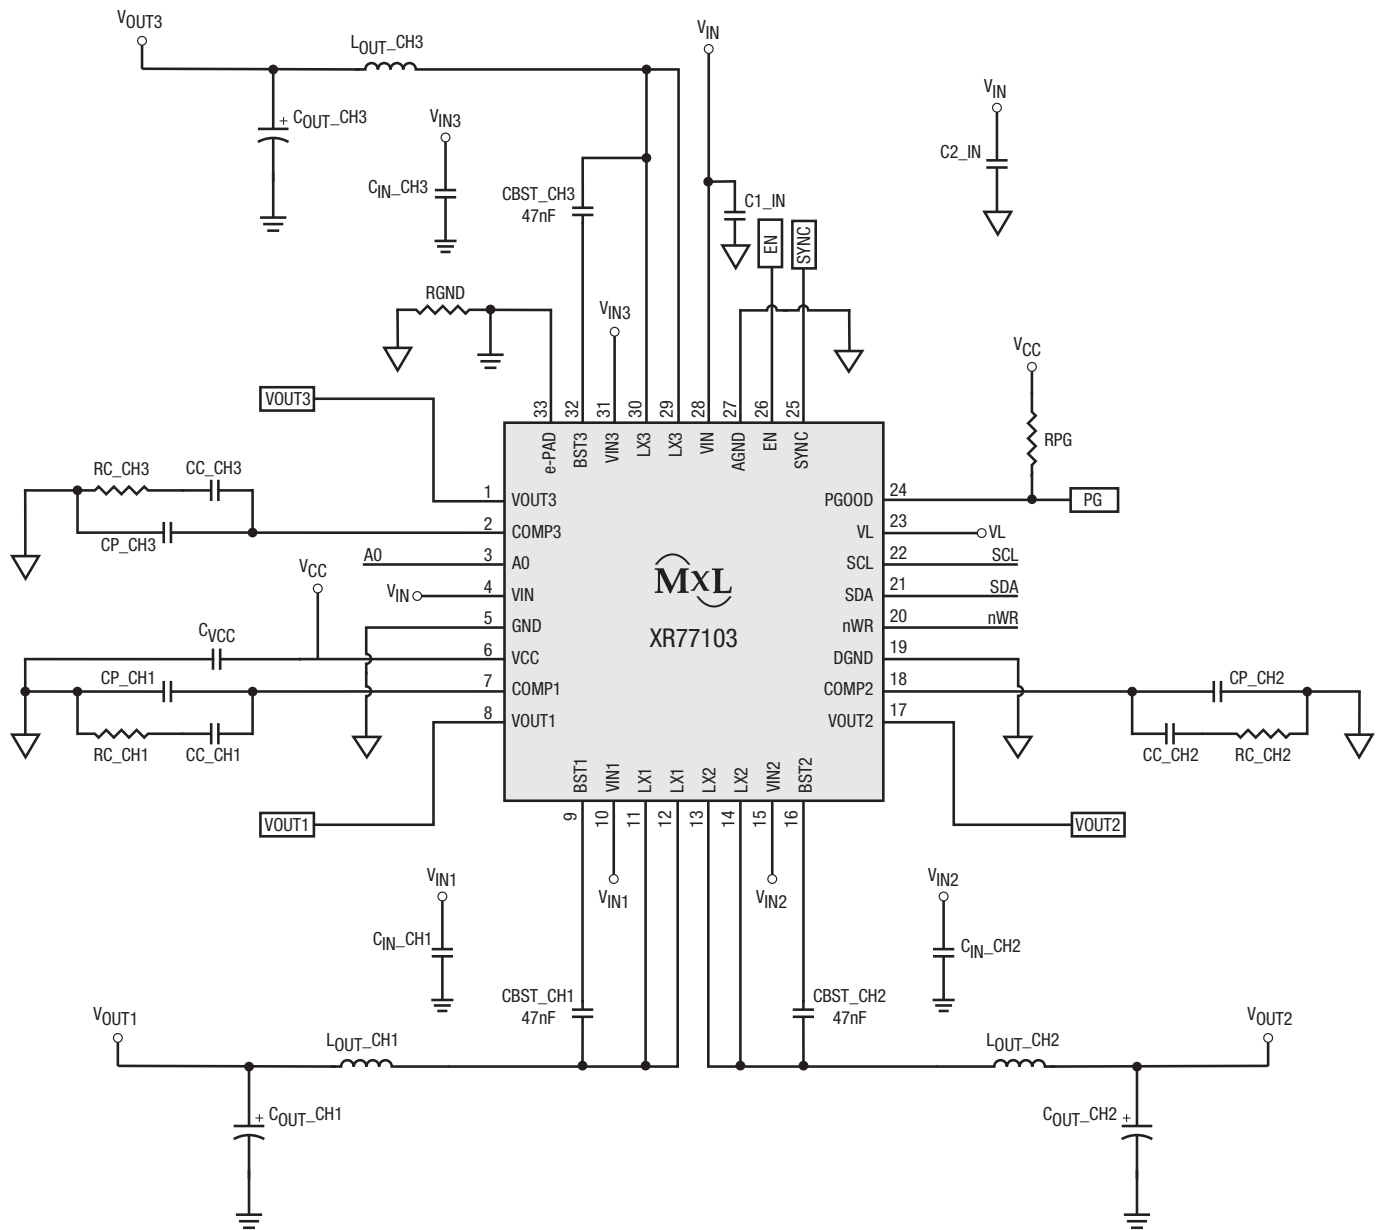 VOUT3
LOUT_CH3
VIN
+ COUT_CH3
VIN3
CIN_CH3
CBST_CH3
47nF
C1_IN
EN
SYNC
VIN
C2_IN
RGND
VIN3
VCC
RPG
VOUT3
33
32
31
30
29
28
27
26
25
e-PAD
BST3
VIN3
LX3
LX3
VIN
AGND
EN
SYNC
RC_CH3
CC_CH3
CP_CH3
1 VOUT3
2 COMP3
A0 3 A0
VIN 4 VIN
5 GND
VCC
CVCC
6 VCC
CP_CH1
7 COMP1
8 VOUT1
RC_CH1
CC_CH1
MxL
XR77103
PGOOD 24
PG
VL 23 VL
SCL 22 SCL
SDA 21 SDA
nWR 20 nWR
DGND 19
COMP2 18
CP_CH2
VOUT2 17
CC_CH2
RC_CH2
BST1
VIN1
LX1
LX1
LX2
LX2
VIN2
BST2
9
10
11
12
13
14
15
16
VOUT1
VOUT2
VIN1
VIN1
VIN2
VIN2
CIN_CH1
CIN_CH2
CBST_CH1
47nF
CBST_CH2
47nF
VOUT1
LOUT_CH1
LOUT_CH2
VOUT2
+ COUT_CH1
COUT_CH2 +